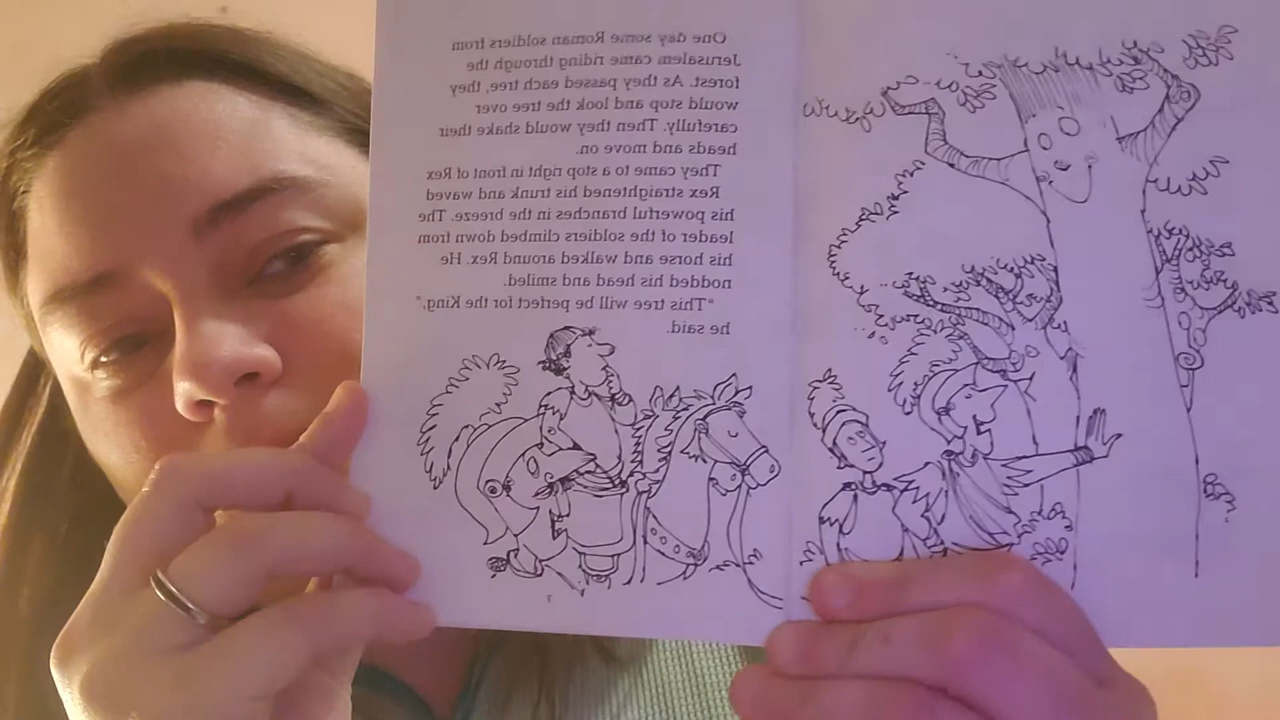 One day some Roman soldiers from
Jerusalem came riding through the
forest. As they passed each tree, they
would stop and look the tree over
carefully. Then they would shake their
heads and move on.
They came to a stop right in front of Rex
Rex straightened his trunk and waved
his powerful branches in the breeze. The
leader of the soldiers climbed down from
his horse and walked around Rex. He
nodded his head and smiled.
"This tree will be perfect for the King,"
he said.